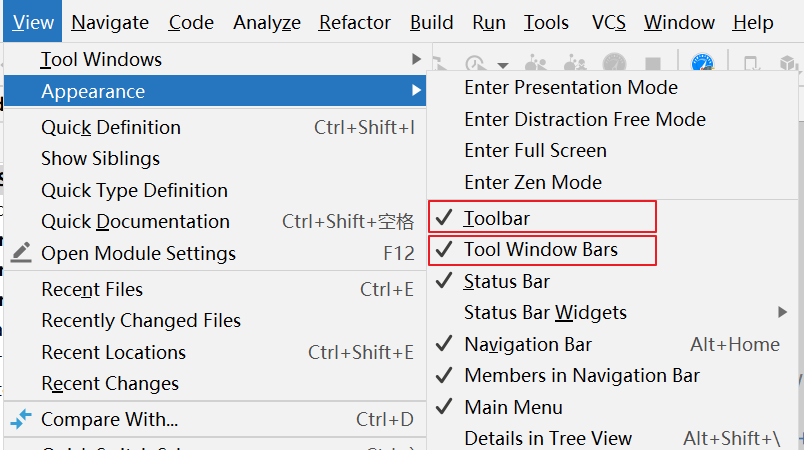 View Navigate Code Analyze Refactor Build Run Tools VCS Window Help
Tool Windows
Appearance
Quick Definition Ctrl+Shift+I
Show Siblings
Quick Type Definition
Quick Documentation Ctrl+Shift+空格
Open Module Settings F12
Recent Files Ctrl+E
Recently Changed Files
Recent Locations Ctrl+Shift+E
Recent Changes
Compare With... Ctrl+D
Enter Presentation Mode
Enter Distraction Free Mode
Enter Full Screen
Enter Zen Mode
Toolbar
Tool Window Bars
Status Bar
Status Bar Widgets
Navigation Bar Alt+Home
Members in Navigation Bar
Main Menu
Details in Tree View Alt+Shift+\